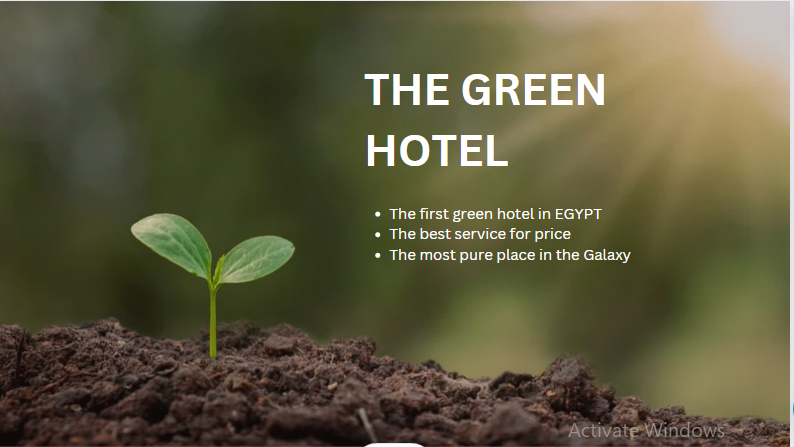 THE GREEN
HOTEL
The first green hotel in EGYPT
The best service for price
The most pure place in the Galaxy
Activate Windows